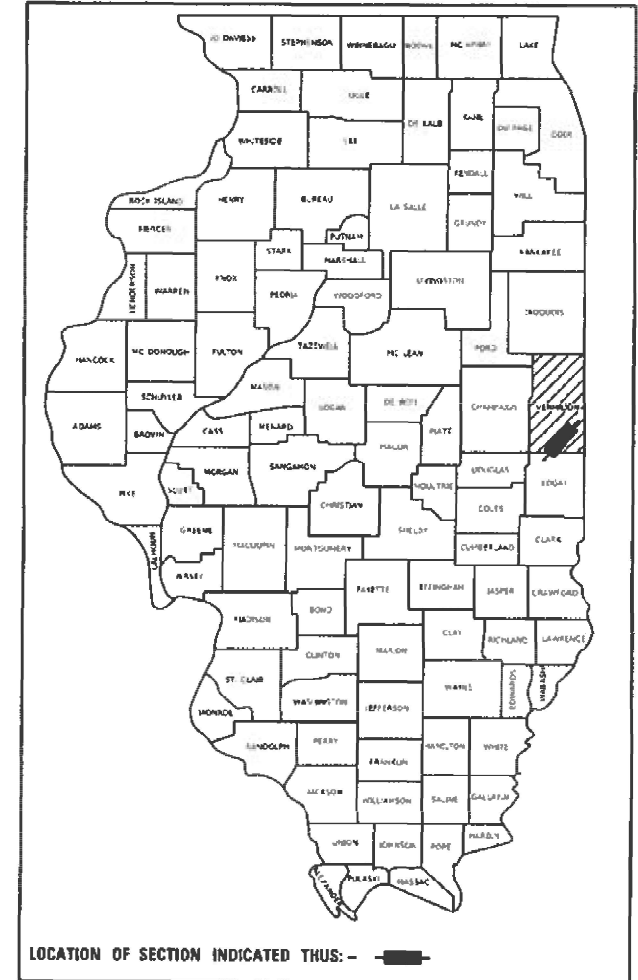 JO DAVIESS STEPHENSON WINNEBAGO BOONE MC HENRY LAKE
CARROLL OGLE
DE KALB KANE DU PAGE COOK
WHITESIDE LEE
KENDALL WILL
ROCK ISLAND HENRY BUREAU LA SALLE GRUNDY
MERCER PUTNAM
STARK MARSHALL KANKAKEE
HENDERSON WARREN KNOX PEORIA WOODFORD LIVINGSTON IROQUOIS
HANCOCK MC DONOUGH FULTON TAZEWELL MC LEAN FORD
MASON
SCHUYLER LOGAN DE WITT CHAMPAIGN VERMILION
ADAMS BROWN CASS MENARD MACON PIATT
PIKE SCOTT MORGAN SANGAMON MOULTRIE DOUGLAS EDGAR
CHRISTIAN COLES
CALHOUN GREENE MACOUPIN MONTGOMERY SHELBY CUMBERLAND CLARK
JERSEY FAYETTE EFFINGHAM JASPER CRAWFORD
MADISON BOND
CLINTON MARION CLAY RICHLAND LAWRENCE
ST. CLAIR WAYNE EDWARDS WABASH
MONROE WASHINGTON JEFFERSON
RANDOLPH PERRY HAMILTON WHITE
FRANKLIN
JACKSON WILLIAMSON SALINE GALLATIN
UNION JOHNSON POPE HARDIN
ALEXANDER PULASKI MASSAC
LOCATION OF SECTION INDICATED THUS: -